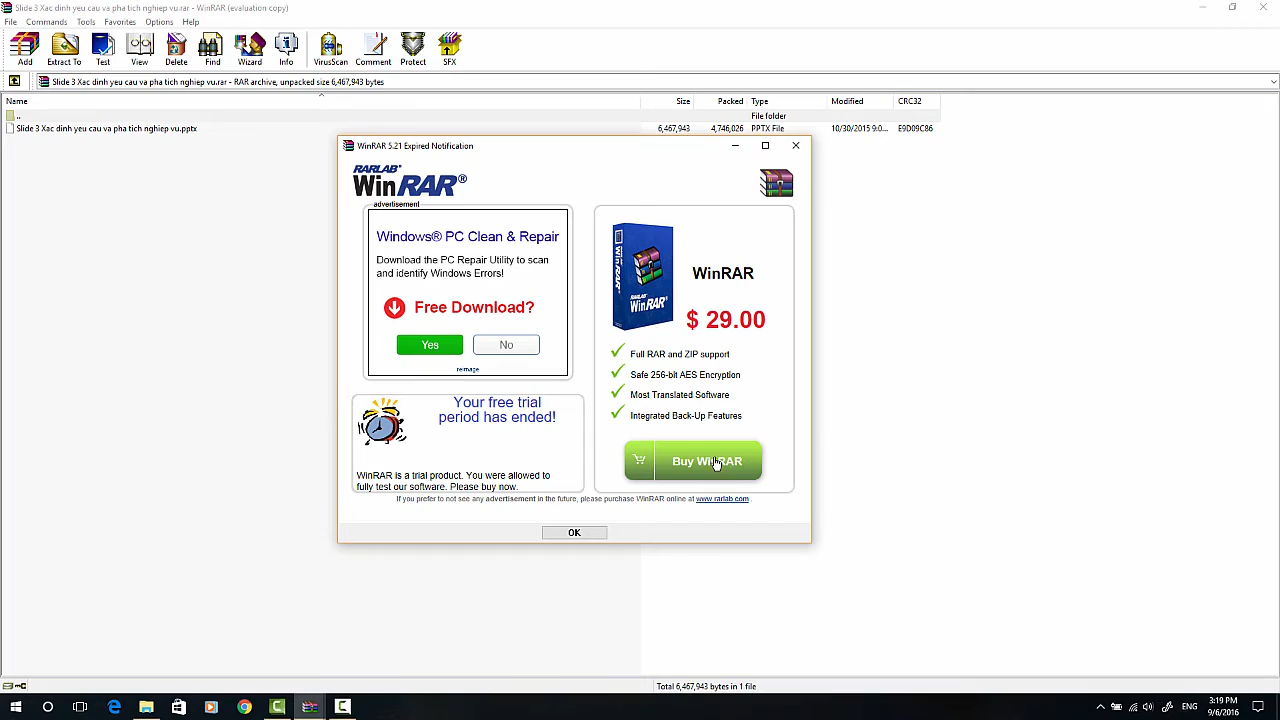 Slide 3 Xac dinh yeu cau va pha tich nghiep vu.rar - WinRAR (evaluation copy)
File Commands Tools Favorites Options Help
Add Extract To Test View Delete Find Wizard Info VirusScan Comment Protect SFX
Slide 3 Xac dinh yeu cau va pha tich nghiep vu.rar - RAR archive, unpacked size 6,467,943 bytes
Name Size Packed Type Modified CRC32
.. File folder
Slide 3 Xac dinh yeu cau va pha tich nghiep vu.pptx 6,467,943 4,746,026 PPTX File 10/30/2015 9:0... E9D09C86
WinRAR 5.21 Expired Notification
RARLAB®
WinRAR®
advertisement
Windows® PC Clean & Repair
Download the PC Repair Utility to scan
and identify Windows Errors!
Free Download?
Yes No
reimage
Your free trial
period has ended!
WinRAR is a trial product. You were allowed to
fully test our software. Please buy now.
RARLAB
WinRAR
WinRAR
$ 29.00
Full RAR and ZIP support
Safe 256-bit AES Encryption
Most Translated Software
Integrated Back-Up Features
Buy WinRAR
If you prefer to not see any advertisement in the future, please purchase WinRAR online at www.rarlab.com .
OK
Total 6,467,943 bytes in 1 file
ENG
3:19 PM
9/6/2016